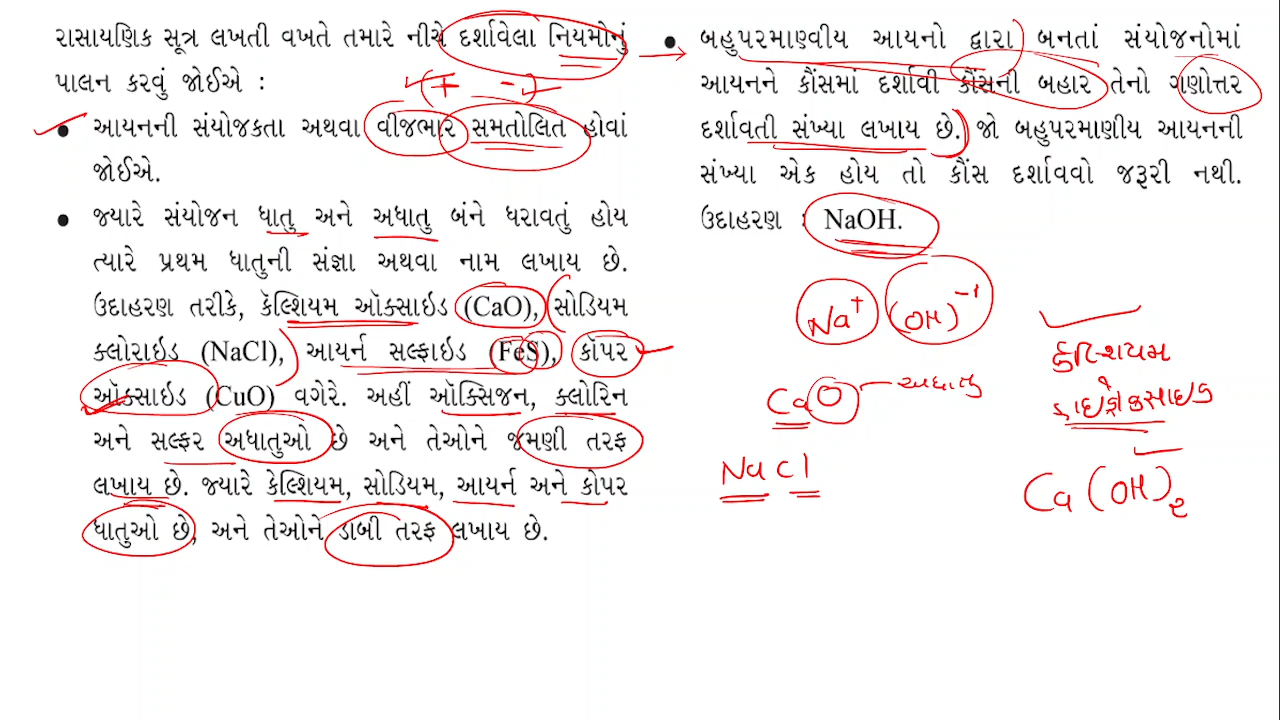 રાસાયણિક સૂત્ર લખતી વખતે તમારે નીચે દર્શાવેલા નિયમોનું
પાલન કરવું જોઈએ :
+ -
• આયનની સંયોજકતા અથવા વીજભાર સમતોલિત હોવાં
જોઈએ.
• જ્યારે સંયોજન ધાતુ અને અધાતુ બંને ધરાવતું હોય
ત્યારે પ્રથમ ધાતુની સંજ્ઞા અથવા નામ લખાય છે.
ઉદાહરણ તરીકે, કૅલ્શિયમ ઑક્સાઇડ (CaO), સોડિયમ
ક્લોરાઇડ (NaCl), આયર્ન સલ્ફાઇડ (FeS), કૉપર
ઑક્સાઇડ (CuO) વગેરે. અહીં ઑક્સિજન, ક્લોરિન
અને સલ્ફર અધાતુઓ છે અને તેઓને જમણી તરફ
લખાય છે. જ્યારે કેલ્શિયમ, સોડિયમ, આયર્ન અને કોપર
ધાતુઓ છે, અને તેઓને ડાબી તરફ લખાય છે.
• બહુપરમાણ્વીય આયનો દ્વારા બનતાં સંયોજનોમાં
આયનને કૌંસમાં દર્શાવી કૌંસની બહાર તેનો ગણોત્તર
દર્શાવતી સંખ્યા લખાય છે. જો બહુપરમાણીય આયનની
સંખ્યા એક હોય તો કૌંસ દર્શાવવો જરૂરી નથી.
ઉદાહરણ : NaOH.
Na⁺ (OH)⁻¹
CaO અધાતુ
NaCl
કેલ્શિયમ
Ca(OH)₂